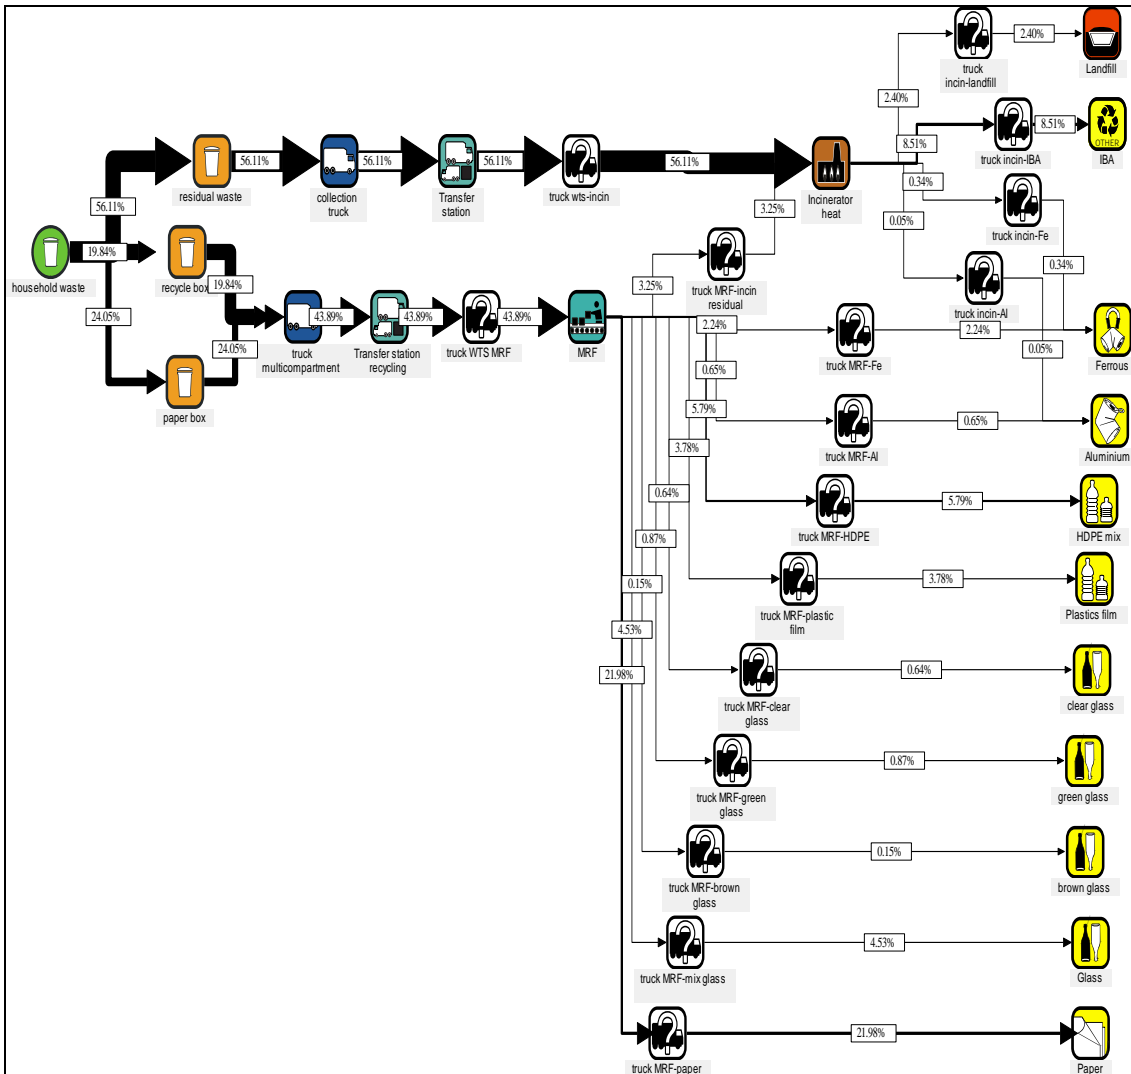 2.40%
truck
incin-landfill
2.40%
Landfill
8.51%
truck incin-IBA
8.51%
OTHER
IBA
56.11%
residual waste
56.11%
collection
truck
56.11%
Transfer
station
56.11%
truck wts-incin
56.11%
Incinerator
heat
0.34%
truck incin-Fe
0.34%
0.05%
truck incin-Al
0.05%
household waste
19.84%
recycle box
19.84%
24.05%
paper box
24.05%
truck
multicompartment
43.89%
Transfer station
recycling
43.89%
truck WTS MRF
43.89%
MRF
3.25%
truck MRF-incin
residual
3.25%
2.24%
truck MRF-Fe
2.24%
Ferrous
0.65%
truck MRF-Al
0.65%
Aluminium
5.79%
truck MRF-HDPE
5.79%
HDPE mix
3.78%
truck MRF-plastic
film
3.78%
Plastics film
0.64%
truck MRF-clear
glass
0.64%
clear glass
0.87%
truck MRF-green
glass
0.87%
green glass
0.15%
truck MRF-brown
glass
0.15%
brown glass
4.53%
truck MRF-mix glass
4.53%
Glass
21.98%
truck MRF-paper
21.98%
Paper